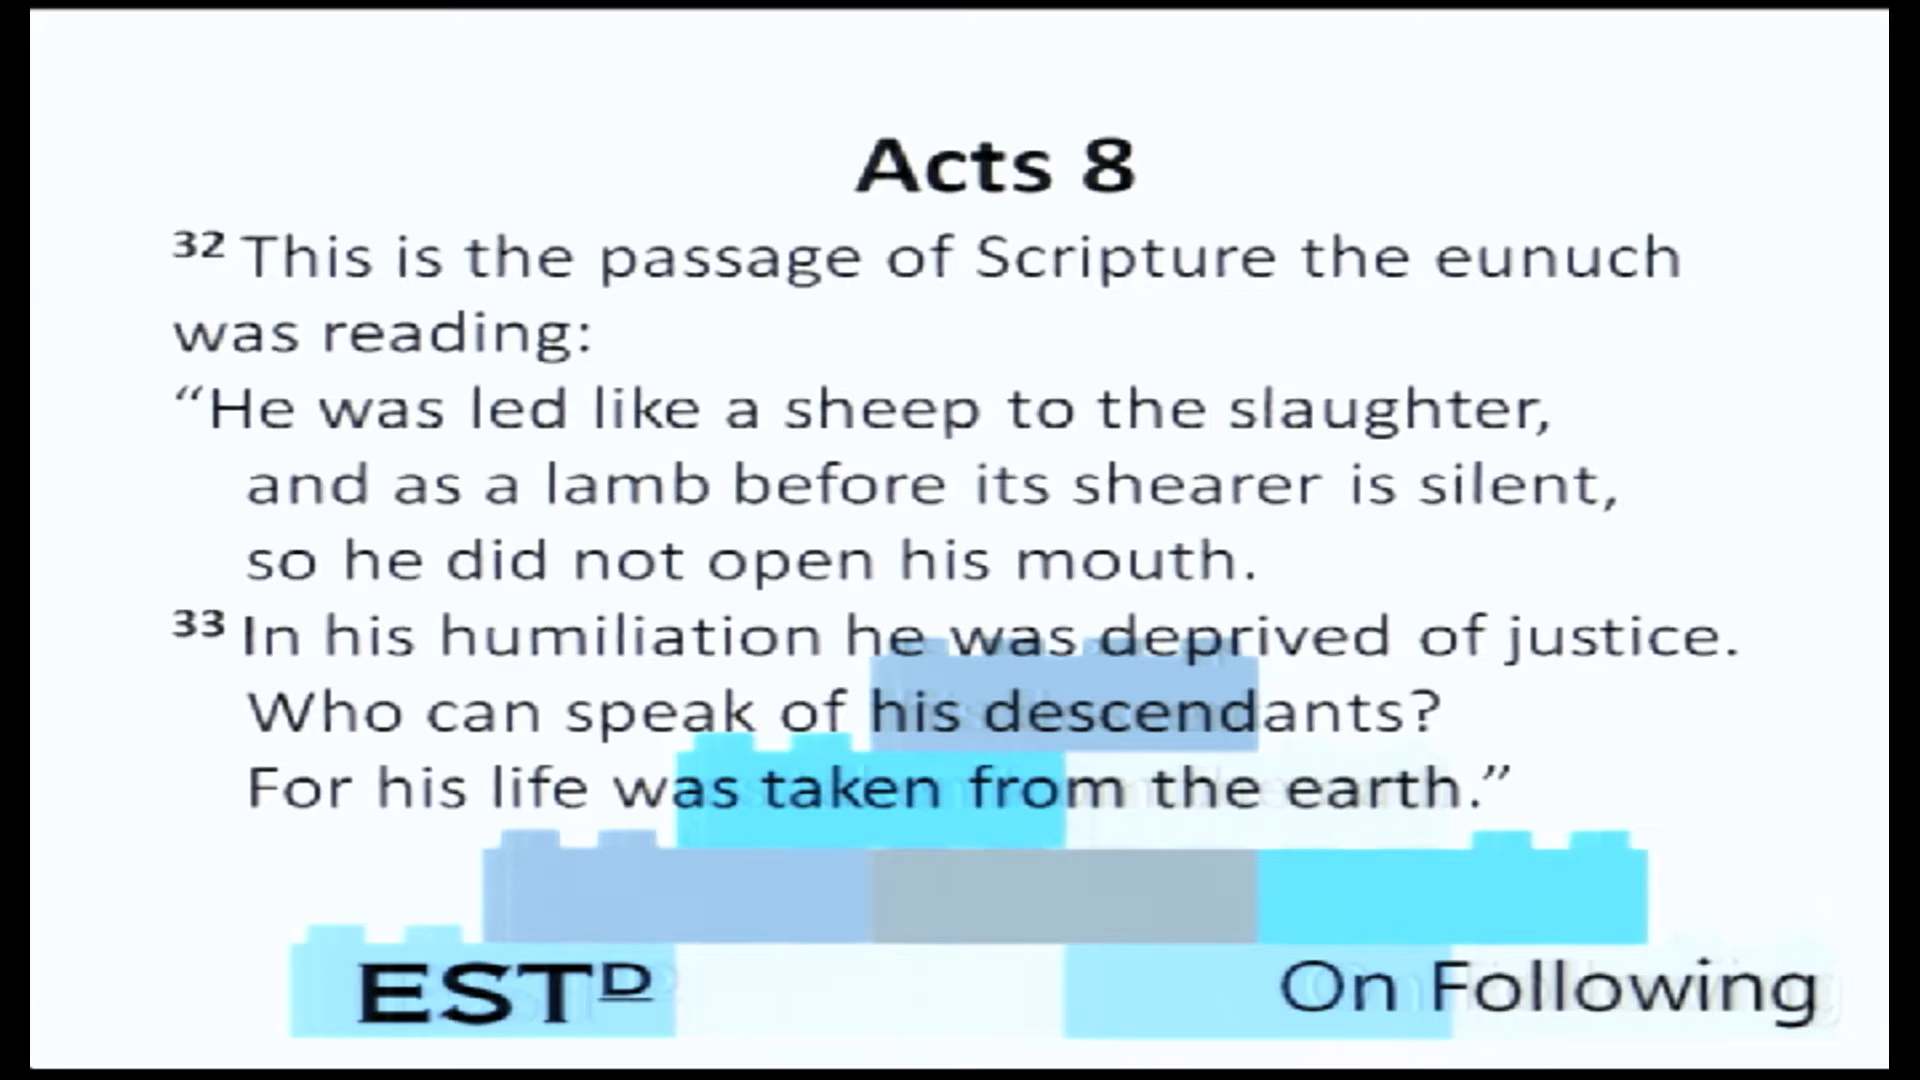 Acts 8
32 This is the passage of Scripture the eunuch
was reading:
“He was led like a sheep to the slaughter,
and as a lamb before its shearer is silent,
so he did not open his mouth.
33 In his humiliation he was deprived of justice.
Who can speak of his descendants?
For his life was taken from the earth.”
ESTD
On Following